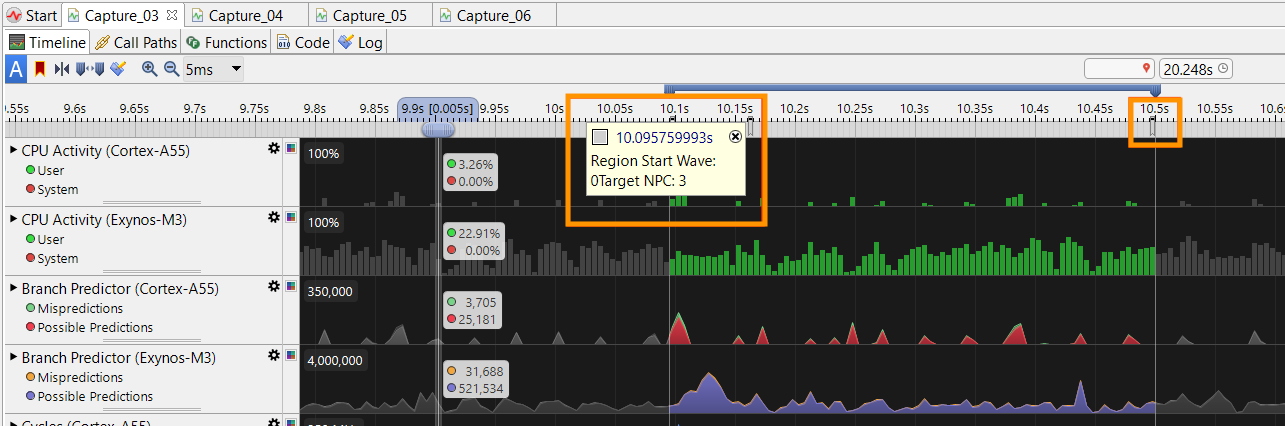 Start Capture_03 Capture_04 Capture_05 Capture_06
Timeline Call Paths Functions Code Log
A 5ms 20.248s
9.55s 9.6s 9.65s 9.7s 9.75s 9.8s 9.85s 9.9s [0.005s] 9.95s 10s 10.05s 10.1s 10.15s 10.2s 10.25s 10.3s 10.35s 10.4s 10.45s 10.5s 10.55s
10.095759993s
Region Start Wave:
0Target NPC: 3
CPU Activity (Cortex-A55) 100%
User 3.26%
System 0.00%
CPU Activity (Exynos-M3) 100%
User 22.91%
System 0.00%
Branch Predictor (Cortex-A55) 350,000
Mispredictions 3,705
Possible Predictions 25,181
Branch Predictor (Exynos-M3) 4,000,000
Mispredictions 31,688
Possible Predictions 521,534
Cycles (Cortex-A55)